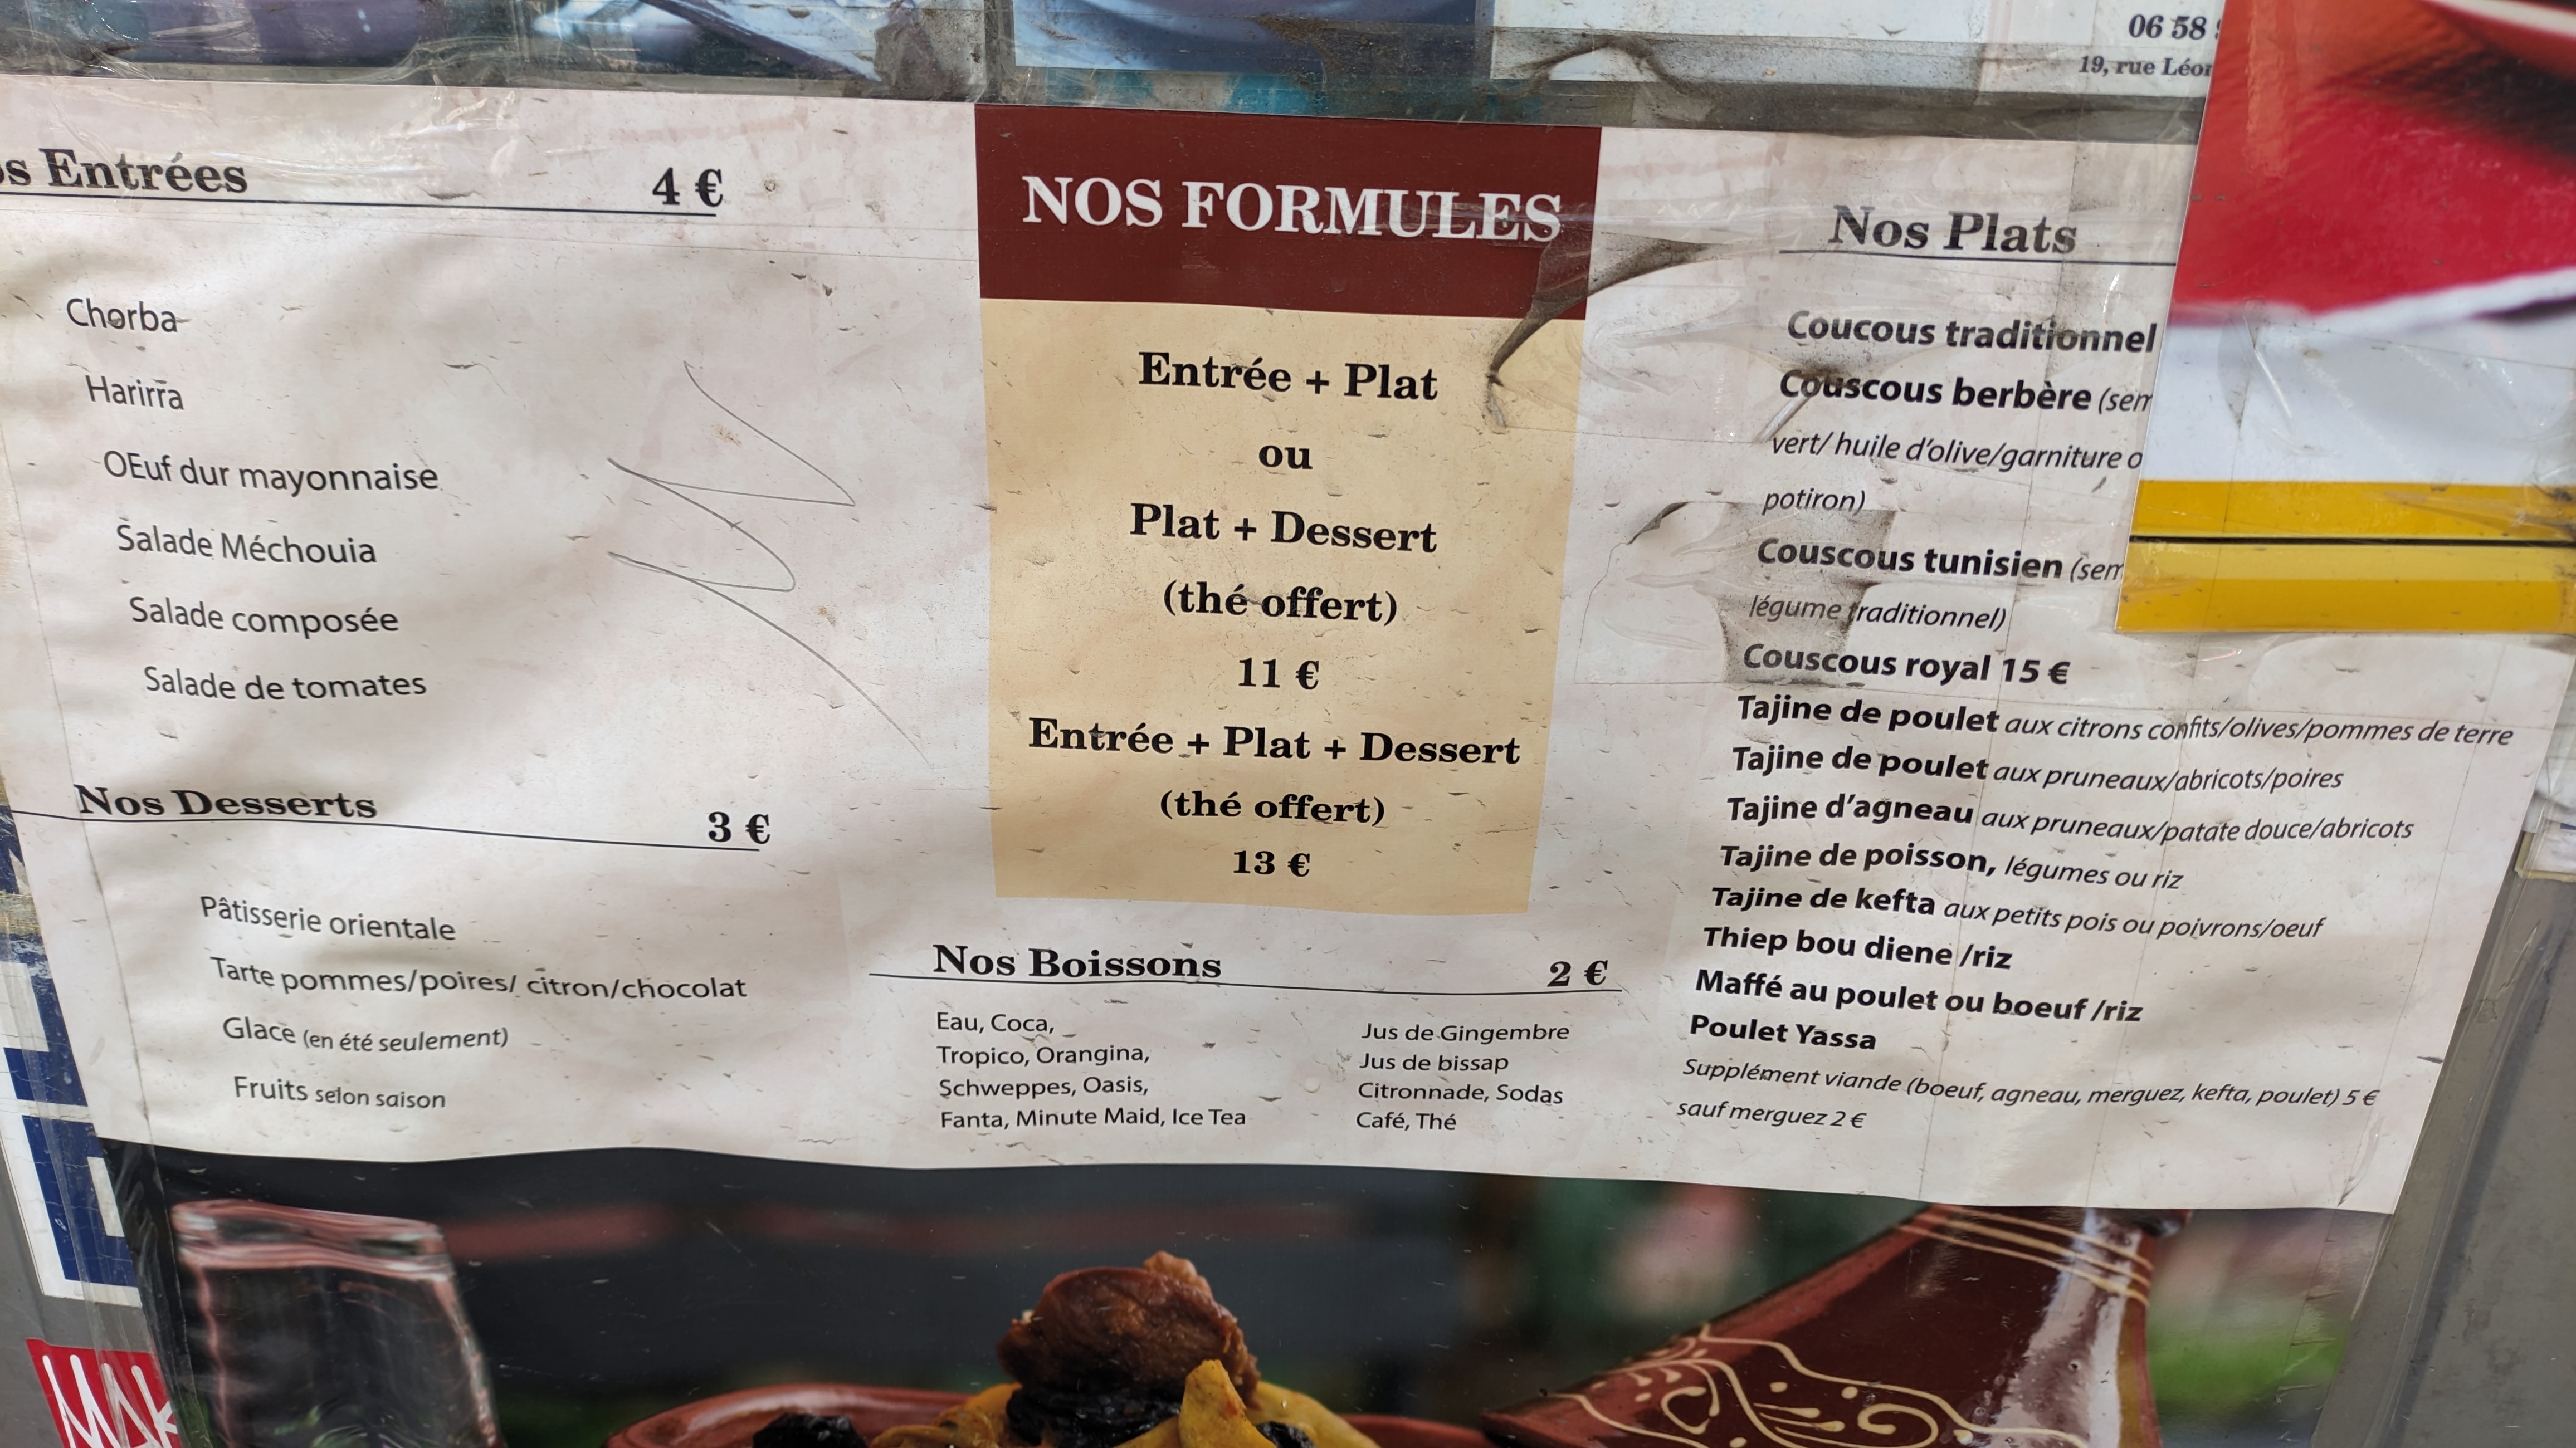 06 58
19, rue Léon
os Entrées 4 €
Chorba
Harirra
OEuf dur mayonnaise
Salade Méchouia
Salade composée
Salade de tomates
Nos Desserts 3 €
Pâtisserie orientale
Tarte pommes/poires/ citron/chocolat
Glace (en été seulement)
Fruits selon saison
NOS FORMULES
Entrée + Plat
ou
Plat + Dessert
(thé offert)
11 €
Entrée + Plat + Dessert
(thé offert)
13 €
Nos Boissons 2 €
Eau, Coca,
Tropico, Orangina,
Schweppes, Oasis,
Fanta, Minute Maid, Ice Tea
Jus de Gingembre
Jus de bissap
Citronnade, Sodas
Café, Thé
Nos Plats
Coucous traditionnel
Couscous berbère (sem
vert/ huile d'olive/garniture o
potiron)
Couscous tunisien (sem
légume traditionnel)
Couscous royal 15 €
Tajine de poulet aux citrons confits/olives/pommes de terre
Tajine de poulet aux pruneaux/abricots/poires
Tajine d'agneau aux pruneaux/patate douce/abricots
Tajine de poisson, légumes ou riz
Tajine de kefta aux petits pois ou poivrons/oeuf
Thiep bou diene /riz
Maffé au poulet ou boeuf /riz
Poulet Yassa
Supplément viande (boeuf, agneau, merguez, kefta, poulet) 5 €
sauf merguez 2 €